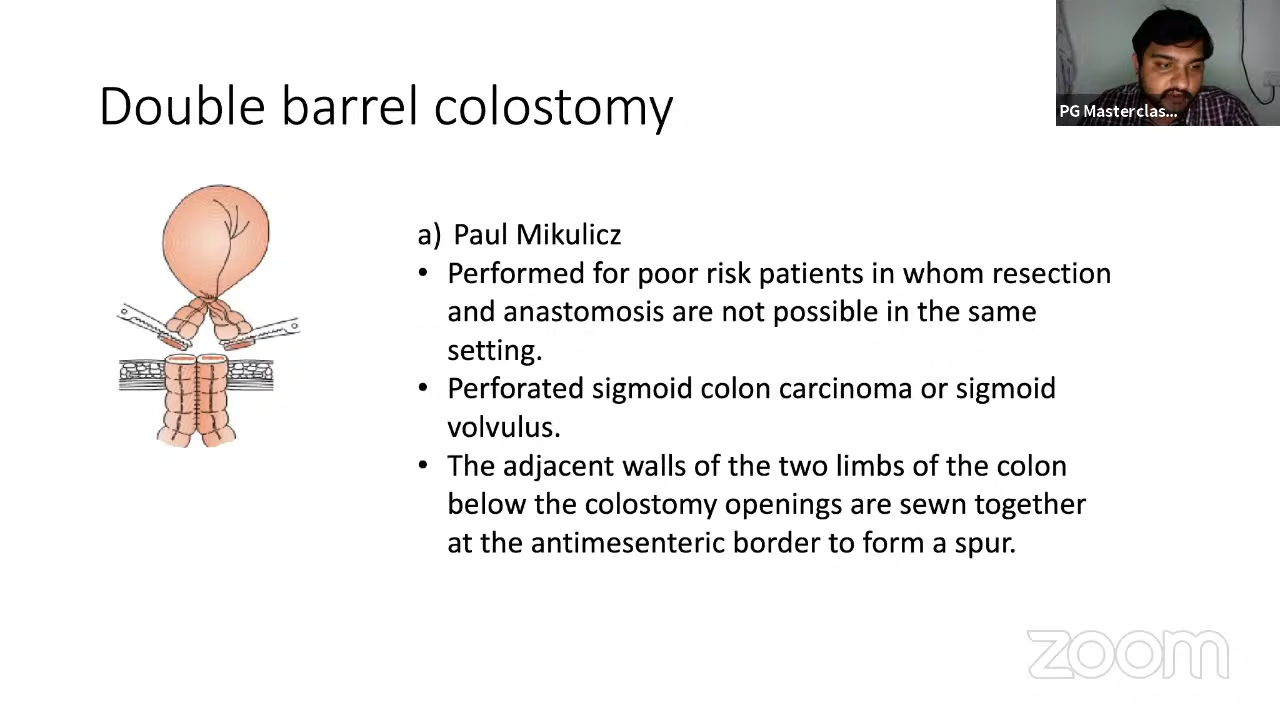 Double barrel colostomy
PG Masterclas...
a) Paul Mikulicz
• Performed for poor risk patients in whom resection
and anastomosis are not possible in the same
setting.
• Perforated sigmoid colon carcinoma or sigmoid
volvulus.
• The adjacent walls of the two limbs of the colon
below the colostomy openings are sewn together
at the antimesenteric border to form a spur.
zoom